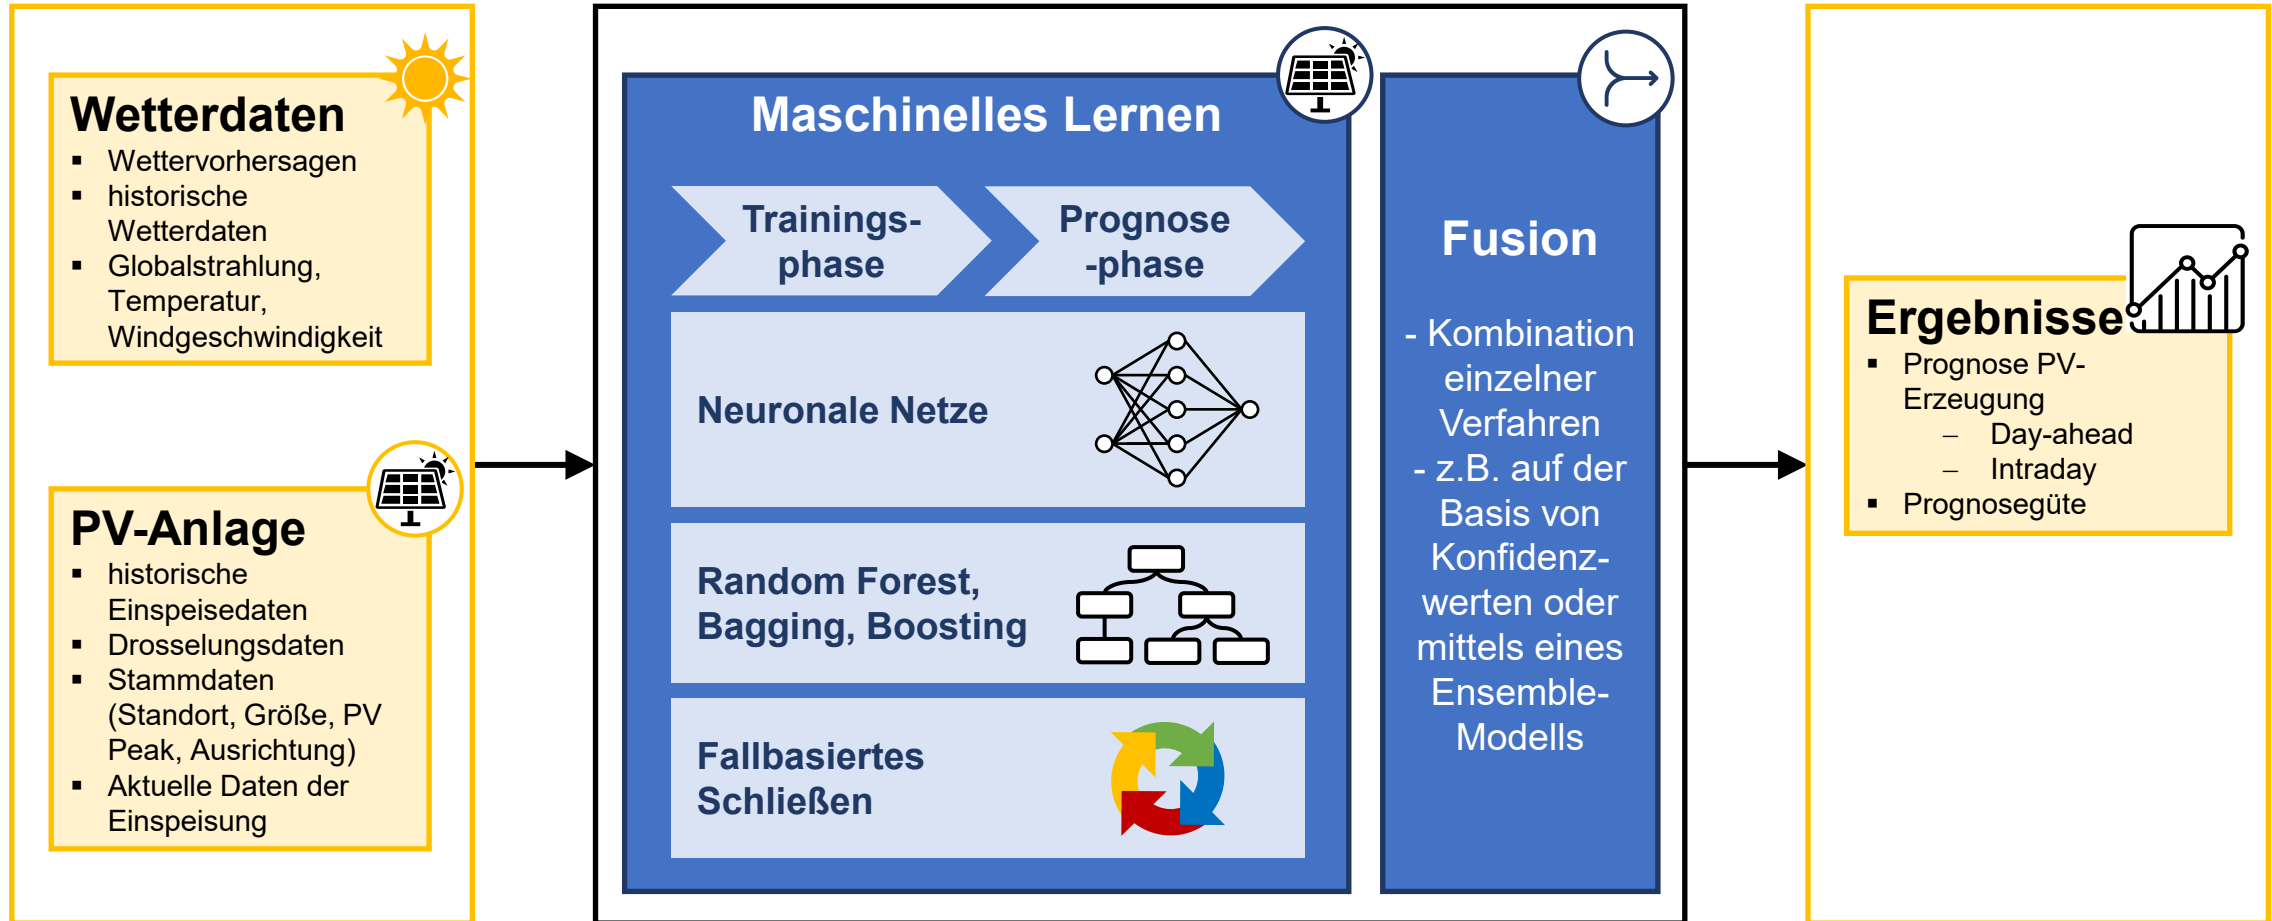 Wetterdaten
▪ Wettervorhersagen
▪ historische
Wetterdaten
▪ Globalstrahlung,
Temperatur,
Windgeschwindigkeit
PV-Anlage
▪ historische
Einspeisedaten
▪ Drosselungsdaten
▪ Stammdaten
(Standort, Größe, PV
Peak, Ausrichtung)
▪ Aktuelle Daten der
Einspeisung
Maschinelles Lernen
Trainings-
phase
Prognose
-phase
Neuronale Netze
Random Forest,
Bagging, Boosting
Fallbasiertes
Schließen
Fusion
- Kombination
einzelner
Verfahren
- z.B. auf der
Basis von
Konfidenz-
werten oder
mittels eines
Ensemble-
Modells
Ergebnisse
▪ Prognose PV-
Erzeugung
– Day-ahead
– Intraday
▪ Prognosegüte